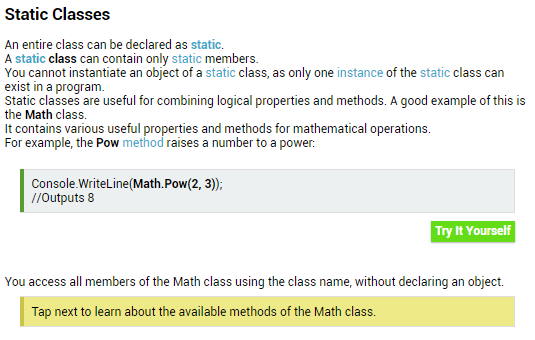 Static Classes
An entire class can be declared as static.
A static class can contain only static members.
You cannot instantiate an object of a static class, as only one instance of the static class can
exist in a program.
Static classes are useful for combining logical properties and methods. A good example of this is
the Math class.
It contains various useful properties and methods for mathematical operations.
For example, the Pow method raises a number to a power:
Console.WriteLine(Math.Pow(2, 3));
//Outputs 8
Try It Yourself
You access all members of the Math class using the class name, without declaring an object.
Tap next to learn about the available methods of the Math class.